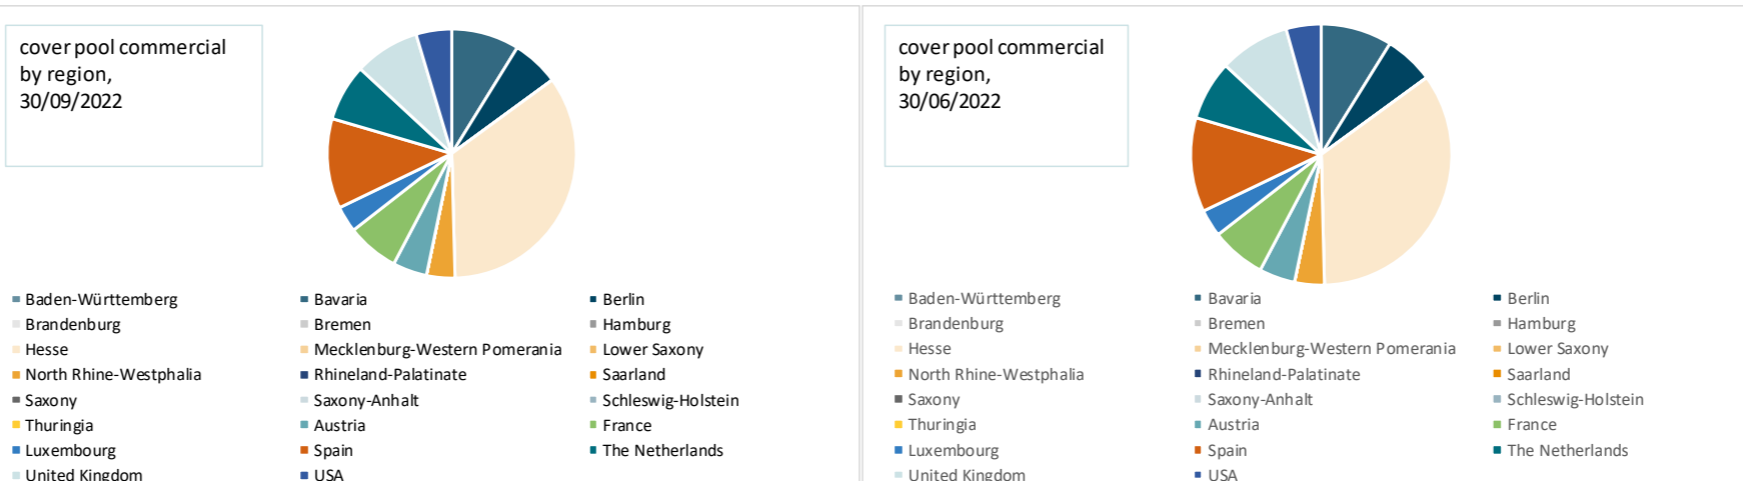 cover pool commercial
by region,
30/09/2022
Baden-Württemberg
Bavaria
Berlin
Brandenburg
Bremen
Hamburg
Hesse
Mecklenburg-Western Pomerania
Lower Saxony
North Rhine-Westphalia
Rhineland-Palatinate
Saarland
Saxony
Saxony-Anhalt
Schleswig-Holstein
Thuringia
Austria
France
Luxembourg
Spain
The Netherlands
United Kingdom
USA
cover pool commercial
by region,
30/06/2022
Baden-Württemberg
Bavaria
Berlin
Brandenburg
Bremen
Hamburg
Hesse
Mecklenburg-Western Pomerania
Lower Saxony
North Rhine-Westphalia
Rhineland-Palatinate
Saarland
Saxony
Saxony-Anhalt
Schleswig-Holstein
Thuringia
Austria
France
Luxembourg
Spain
The Netherlands
United Kingdom
USA